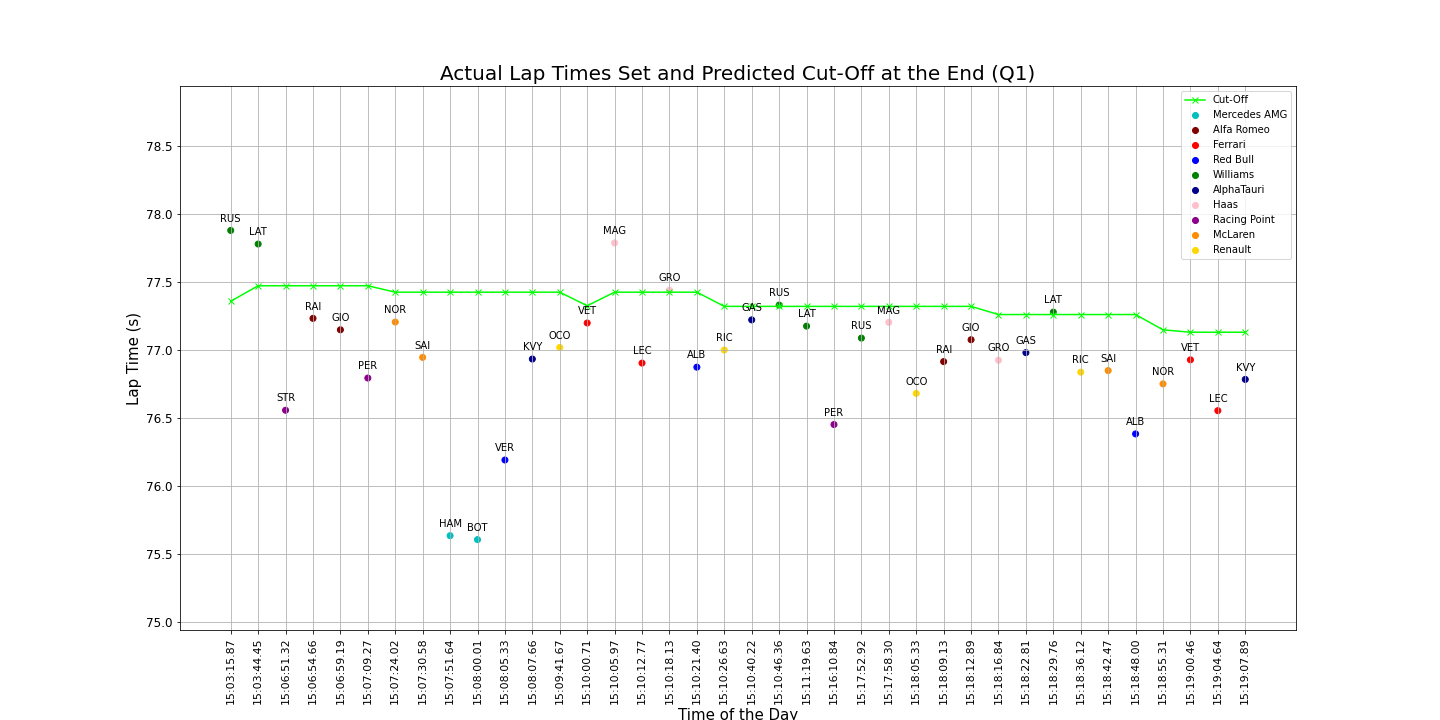 Actual Lap Times Set and Predicted Cut-Off at the End (Q1)
Cut-Off
Mercedes AMG
Alfa Romeo
Ferrari
Red Bull
Williams
AlphaTauri
Haas
Racing Point
McLaren
Renault
Lap Time (s)
78.5
78.0
77.5
77.0
76.5
76.0
75.5
75.0
RUS
LAT
STR
RAI
GIO
PER
NOR
SAI
HAM
BOT
VER
KVY
OCO
VET
MAG
LEC
GRO
ALB
RIC
GAS
RUS
LAT
PER
RUS
MAG
OCO
RAI
GIO
GRO
GAS
LAT
RIC
SAI
ALB
NOR
VET
LEC
KVY
15:03:15.87
15:03:44.45
15:06:51.32
15:06:54.66
15:06:59.19
15:07:09.27
15:07:24.02
15:07:30.58
15:07:51.64
15:08:00.01
15:08:05.33
15:08:07.66
15:09:41.67
15:10:00.71
15:10:05.97
15:10:12.77
15:10:18.13
15:10:21.40
15:10:26.63
15:10:40.22
15:10:46.36
15:11:19.63
15:16:10.84
15:17:52.92
15:17:58.30
15:18:05.33
15:18:09.13
15:18:12.89
15:18:16.84
15:18:22.81
15:18:29.76
15:18:36.12
15:18:42.47
15:18:48.00
15:18:55.31
15:19:00.46
15:19:04.64
15:19:07.89
Time of the Day